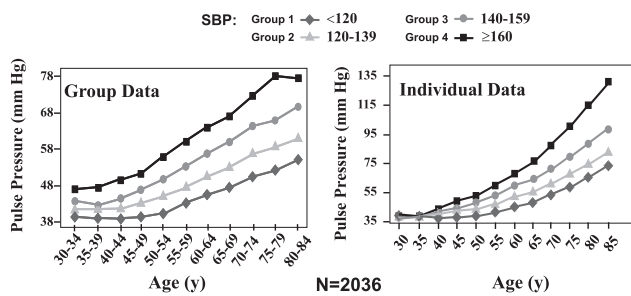 SBP: Group 1 <120 Group 3 140-159
Group 2 120-139 Group 4 ≥160
Group Data
Pulse Pressure (mm Hg)
78
68
58
48
38
30-34 35-39 40-44 45-49 50-54 55-59 60-64 65-69 70-74 75-79 80-84
Age (y)
Individual Data
Pulse Pressure (mm Hg)
135
115
95
75
55
35
30 35 40 45 50 55 60 65 70 75 80 85
Age (y)
N=2036